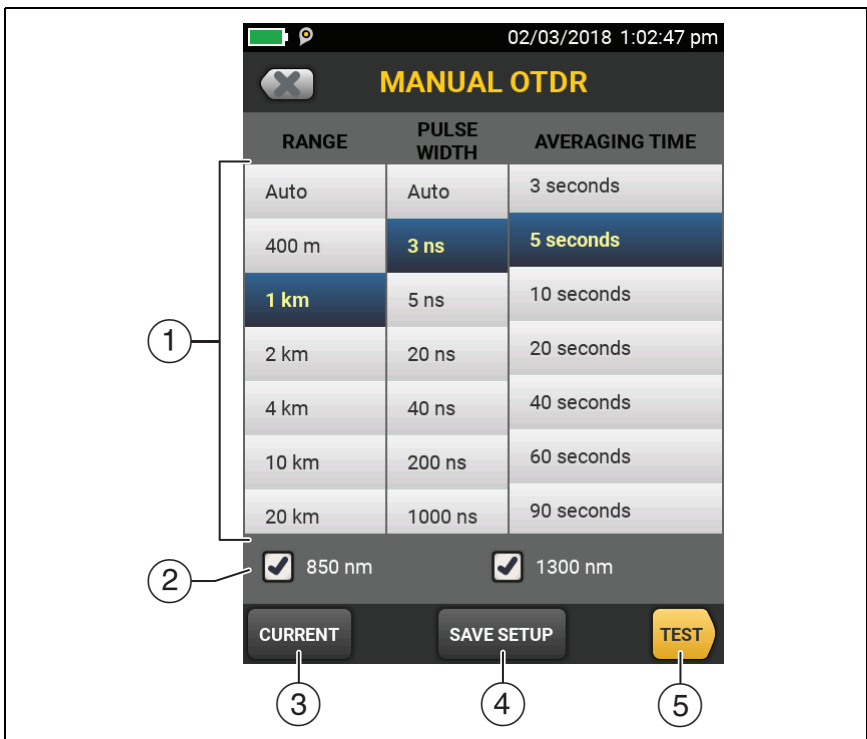 02/03/2018 1:02:47 pm
MANUAL OTDR
RANGE
PULSE
WIDTH
AVERAGING TIME
Auto
400 m
1 km
2 km
4 km
10 km
20 km
Auto
3 ns
5 ns
20 ns
40 ns
200 ns
1000 ns
3 seconds
5 seconds
10 seconds
20 seconds
40 seconds
60 seconds
90 seconds
850 nm
1300 nm
CURRENT
SAVE SETUP
TEST
1
2
3
4
5